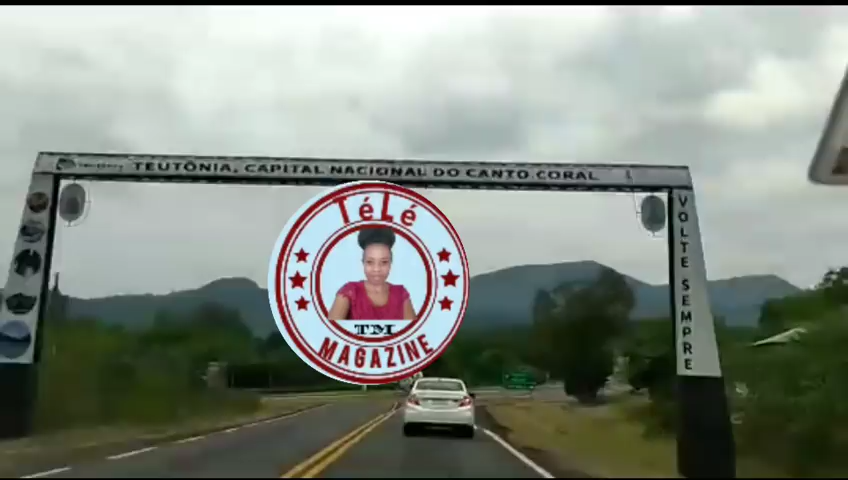 TEUTÔNIA, CAPITAL NACIONAL DO CANTO CORAL
TéLé
TM
MAGAZINE
VOLTE SEMPRE